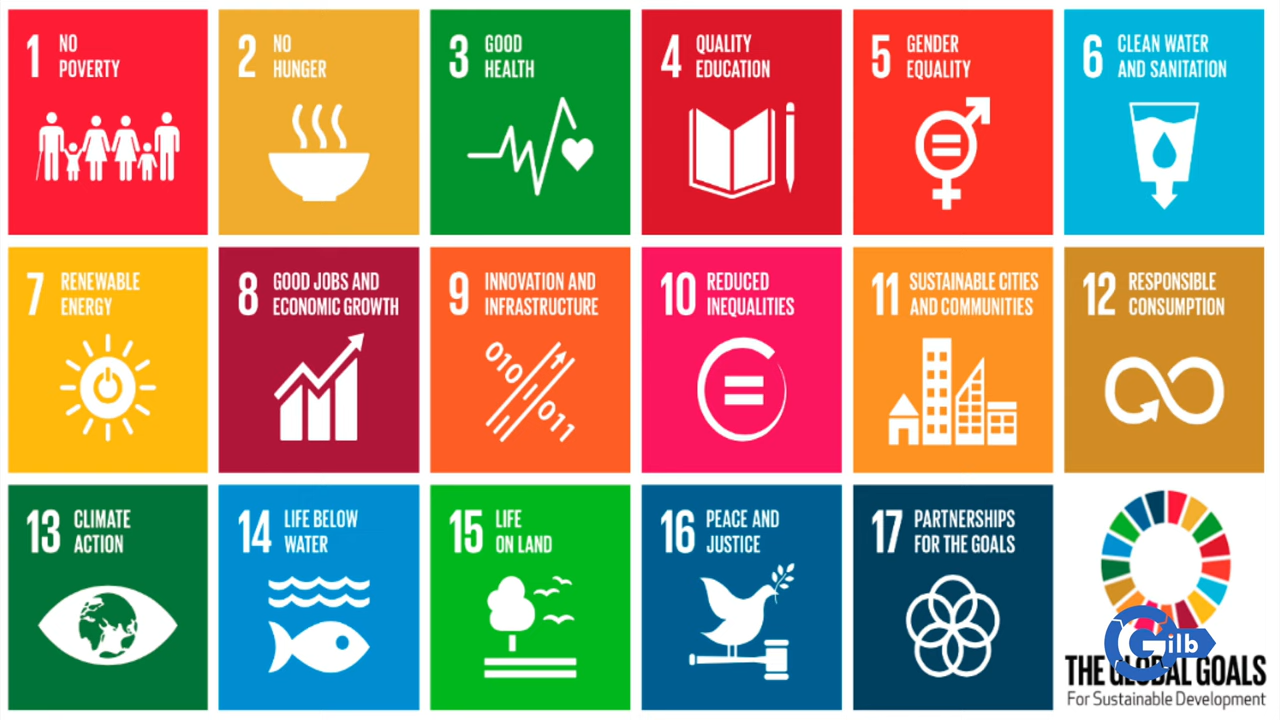 1 NO
POVERTY
2 NO
HUNGER
3 GOOD
HEALTH
4 QUALITY
EDUCATION
5 GENDER
EQUALITY
6 CLEAN WATER
AND SANITATION
7 RENEWABLE
ENERGY
8 GOOD JOBS AND
ECONOMIC GROWTH
9 INNOVATION AND
INFRASTRUCTURE
010
011
10 REDUCED
INEQUALITIES
11 SUSTAINABLE CITIES
AND COMMUNITIES
12 RESPONSIBLE
CONSUMPTION
13 CLIMATE
ACTION
14 LIFE BELOW
WATER
15 LIFE
ON LAND
16 PEACE AND
JUSTICE
17 PARTNERSHIPS
FOR THE GOALS
Gilb
THE GLOBAL GOALS
For Sustainable Development